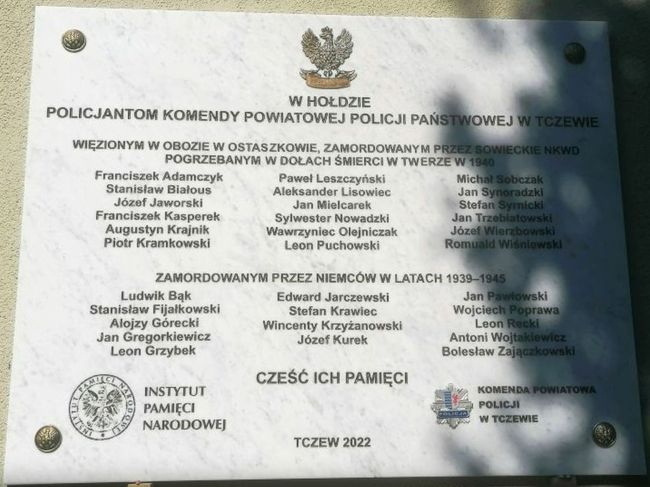 W HOŁDZIE
POLICJANTOM KOMENDY POWIATOWEJ POLICJI PAŃSTWOWEJ W TCZEWIE
WIĘZIONYM W OBOZIE W OSTASZKOWIE, ZAMORDOWANYM PRZEZ SOWIECKIE NKWD
POGRZEBANYM W DOŁACH ŚMIERCI W TWERZE W 1940
Franciszek Adamczyk Paweł Leszczyński Michał Sobczak
Stanisław Białous Aleksander Lisowiec Jan Synoradzki
Józef Jaworski Jan Mielcarek Stefan Syrnicki
Franciszek Kasperek Sylwester Nowadzki Jan Trzebiatowski
Augustyn Krajnik Wawrzyniec Olejniczak Józef Wierzbowski
Piotr Kramkowski Leon Puchowski Romuald Wiśniewski
ZAMORDOWANYM PRZEZ NIEMCÓW W LATACH 1939–1945
Ludwik Bąk Edward Jarczewski Jan Pawłowski
Stanisław Fijałkowski Stefan Krawiec Wojciech Poprawa
Alojzy Górecki Wincenty Krzyżanowski Leon Recki
Jan Gregorkiewicz Józef Kurek Antoni Wojtakiewicz
Leon Grzybek Bolesław Zajączkowski
CZEŚĆ ICH PAMIĘCI
INSTYTUT PAMIĘCI NARODOWEJ
INSTYTUT
PAMIĘCI
NARODOWEJ
POLICJA
KOMENDA POWIATOWA
POLICJI
W TCZEWIE
TCZEW 2022